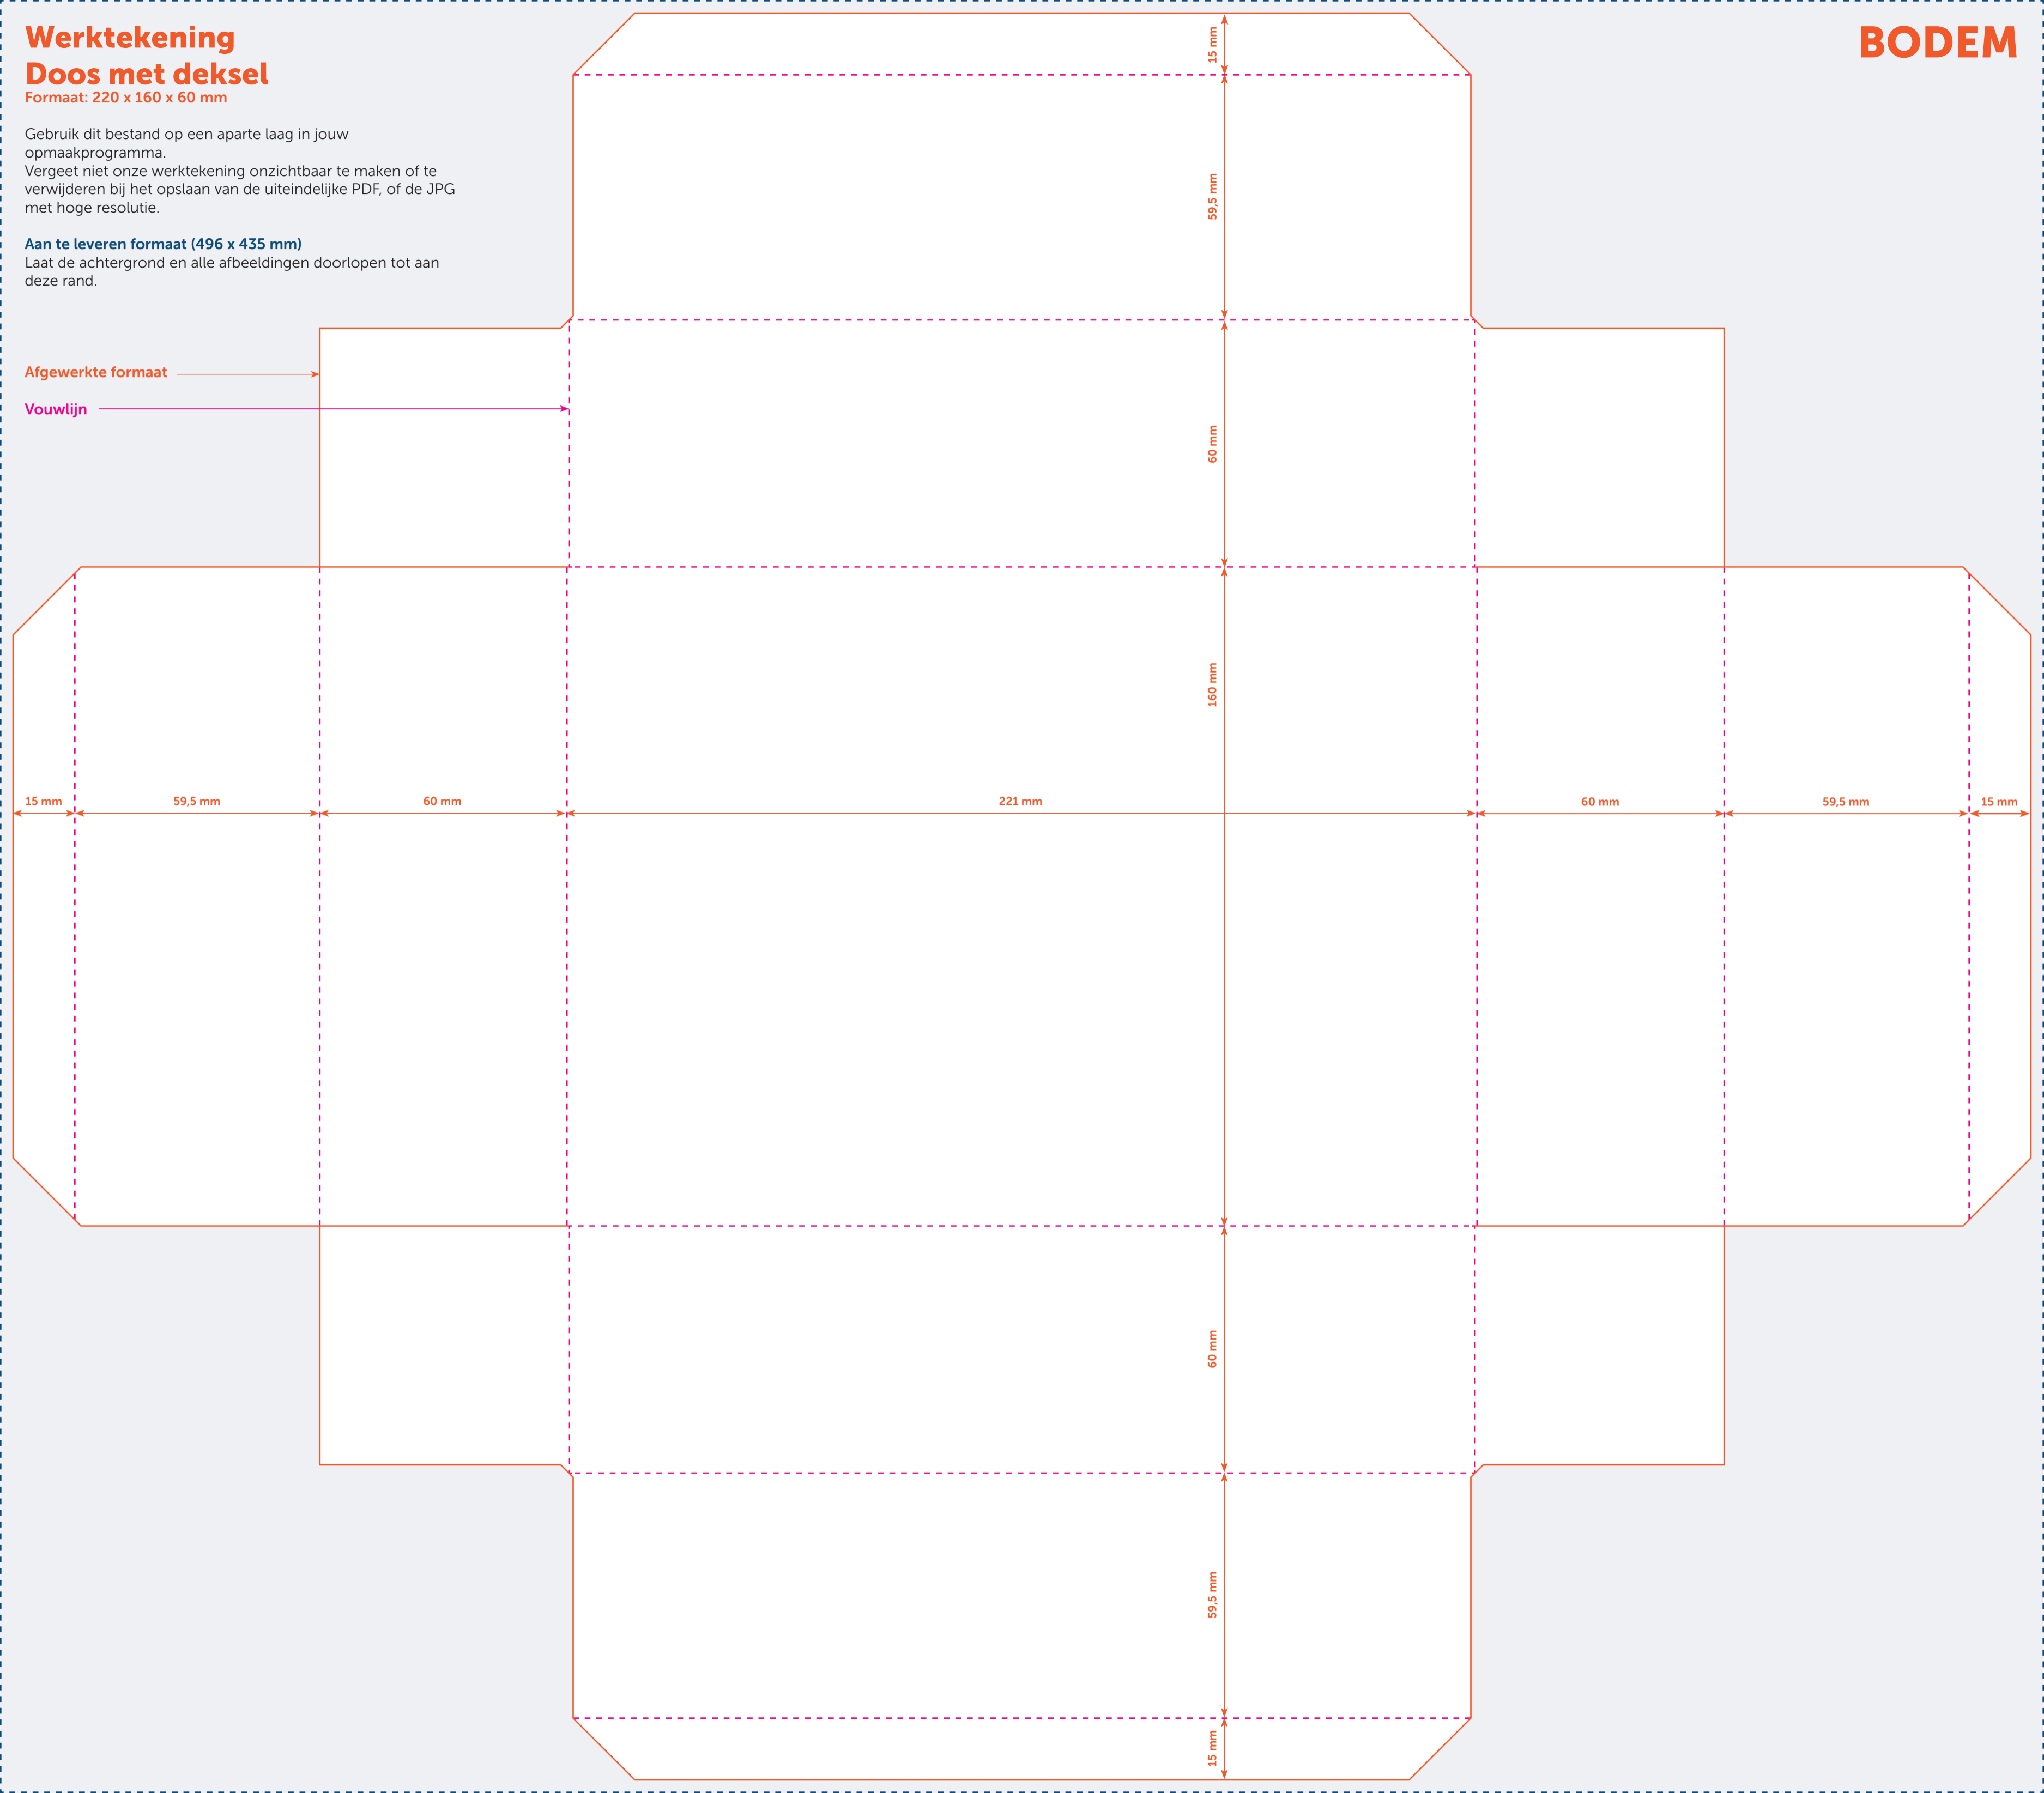 Werktekening
Doos met deksel
Formaat: 220 x 160 x 60 mm
BODEM
Gebruik dit bestand op een aparte laag in jouw
opmaakprogramma.
Vergeet niet onze werktekening onzichtbaar te maken of te
verwijderen bij het opslaan van de uiteindelijke PDF, of de JPG
met hoge resolutie.
Aan te leveren formaat (496 x 435 mm)
Laat de achtergrond en alle afbeeldingen doorlopen tot aan
deze rand.
Afgewerkte formaat
Vouwlijn
15 mm
59,5 mm
60 mm
160 mm
15 mm
59,5 mm
60 mm
221 mm
60 mm
59,5 mm
15 mm
60 mm
59,5 mm
15 mm